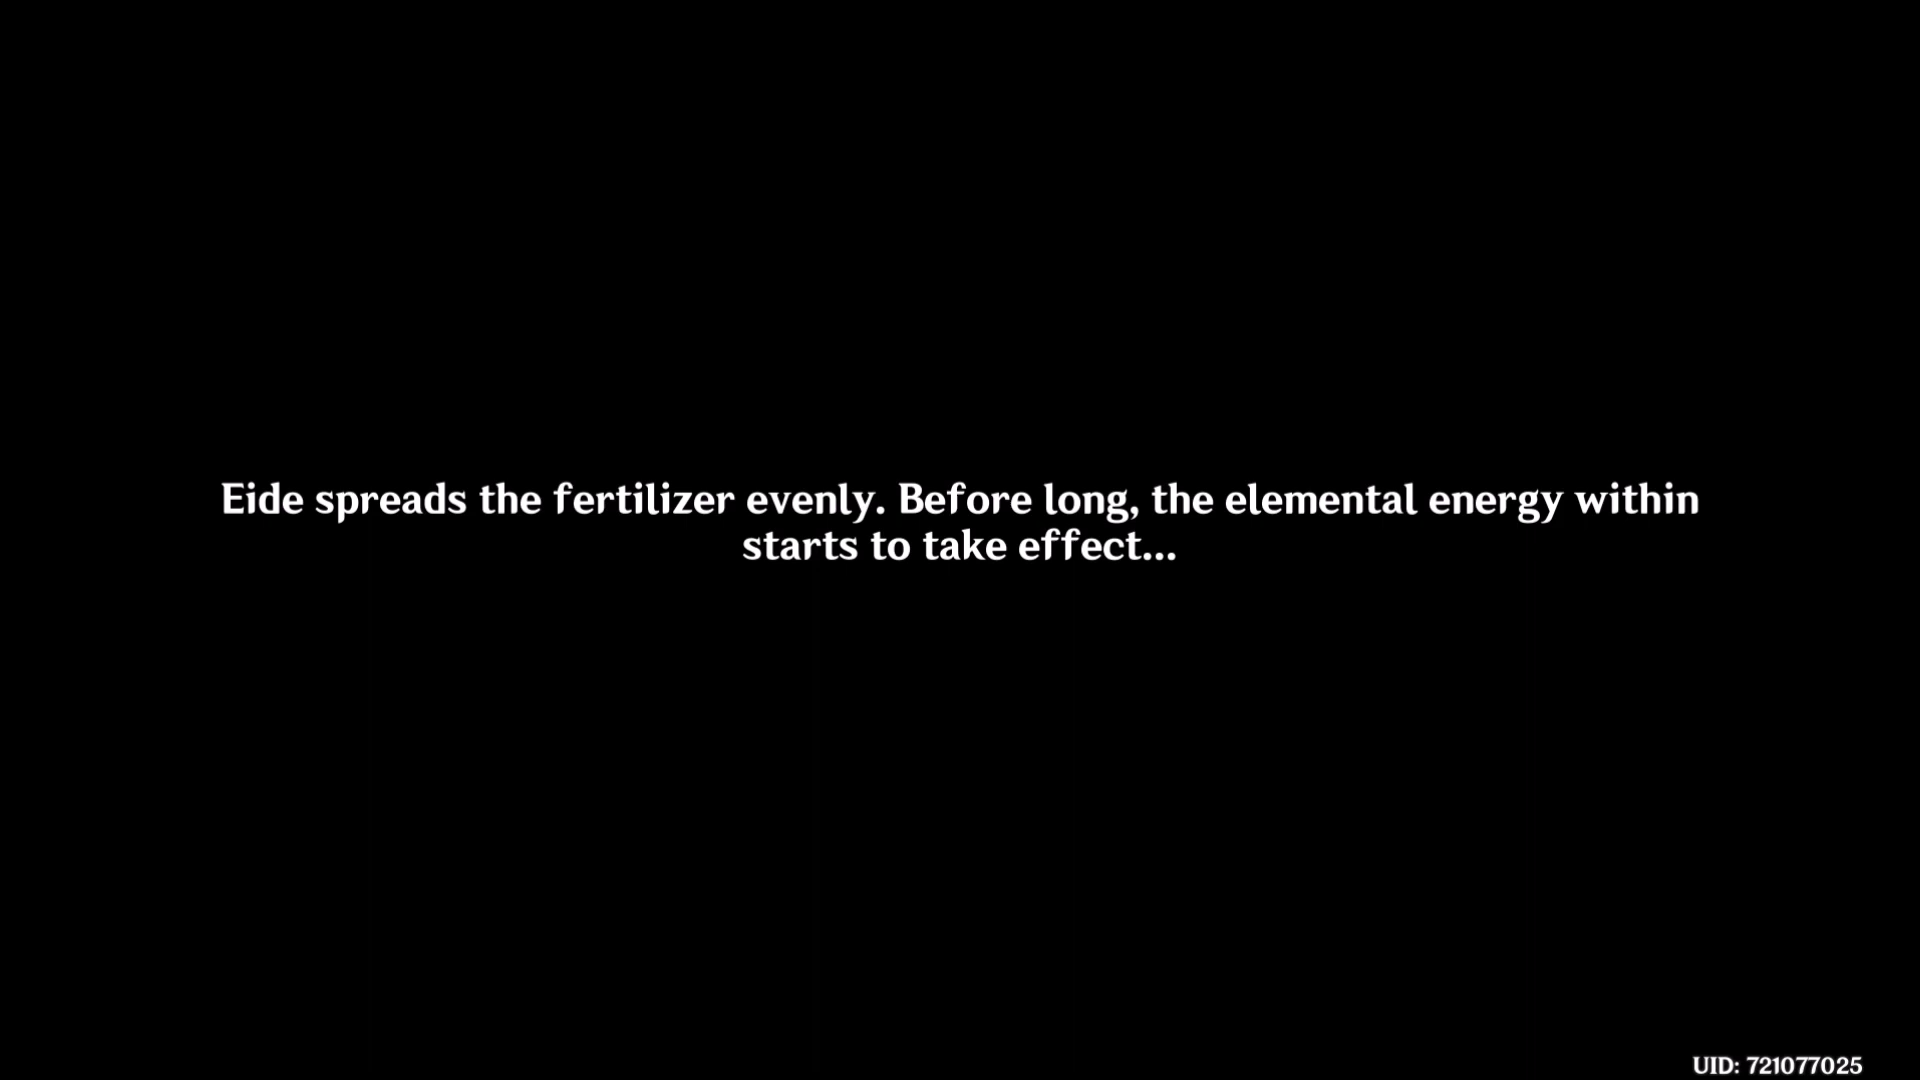 Eide spreads the fertilizer evenly. Before long, the elemental energy within
starts to take effect...
UID: 721077025